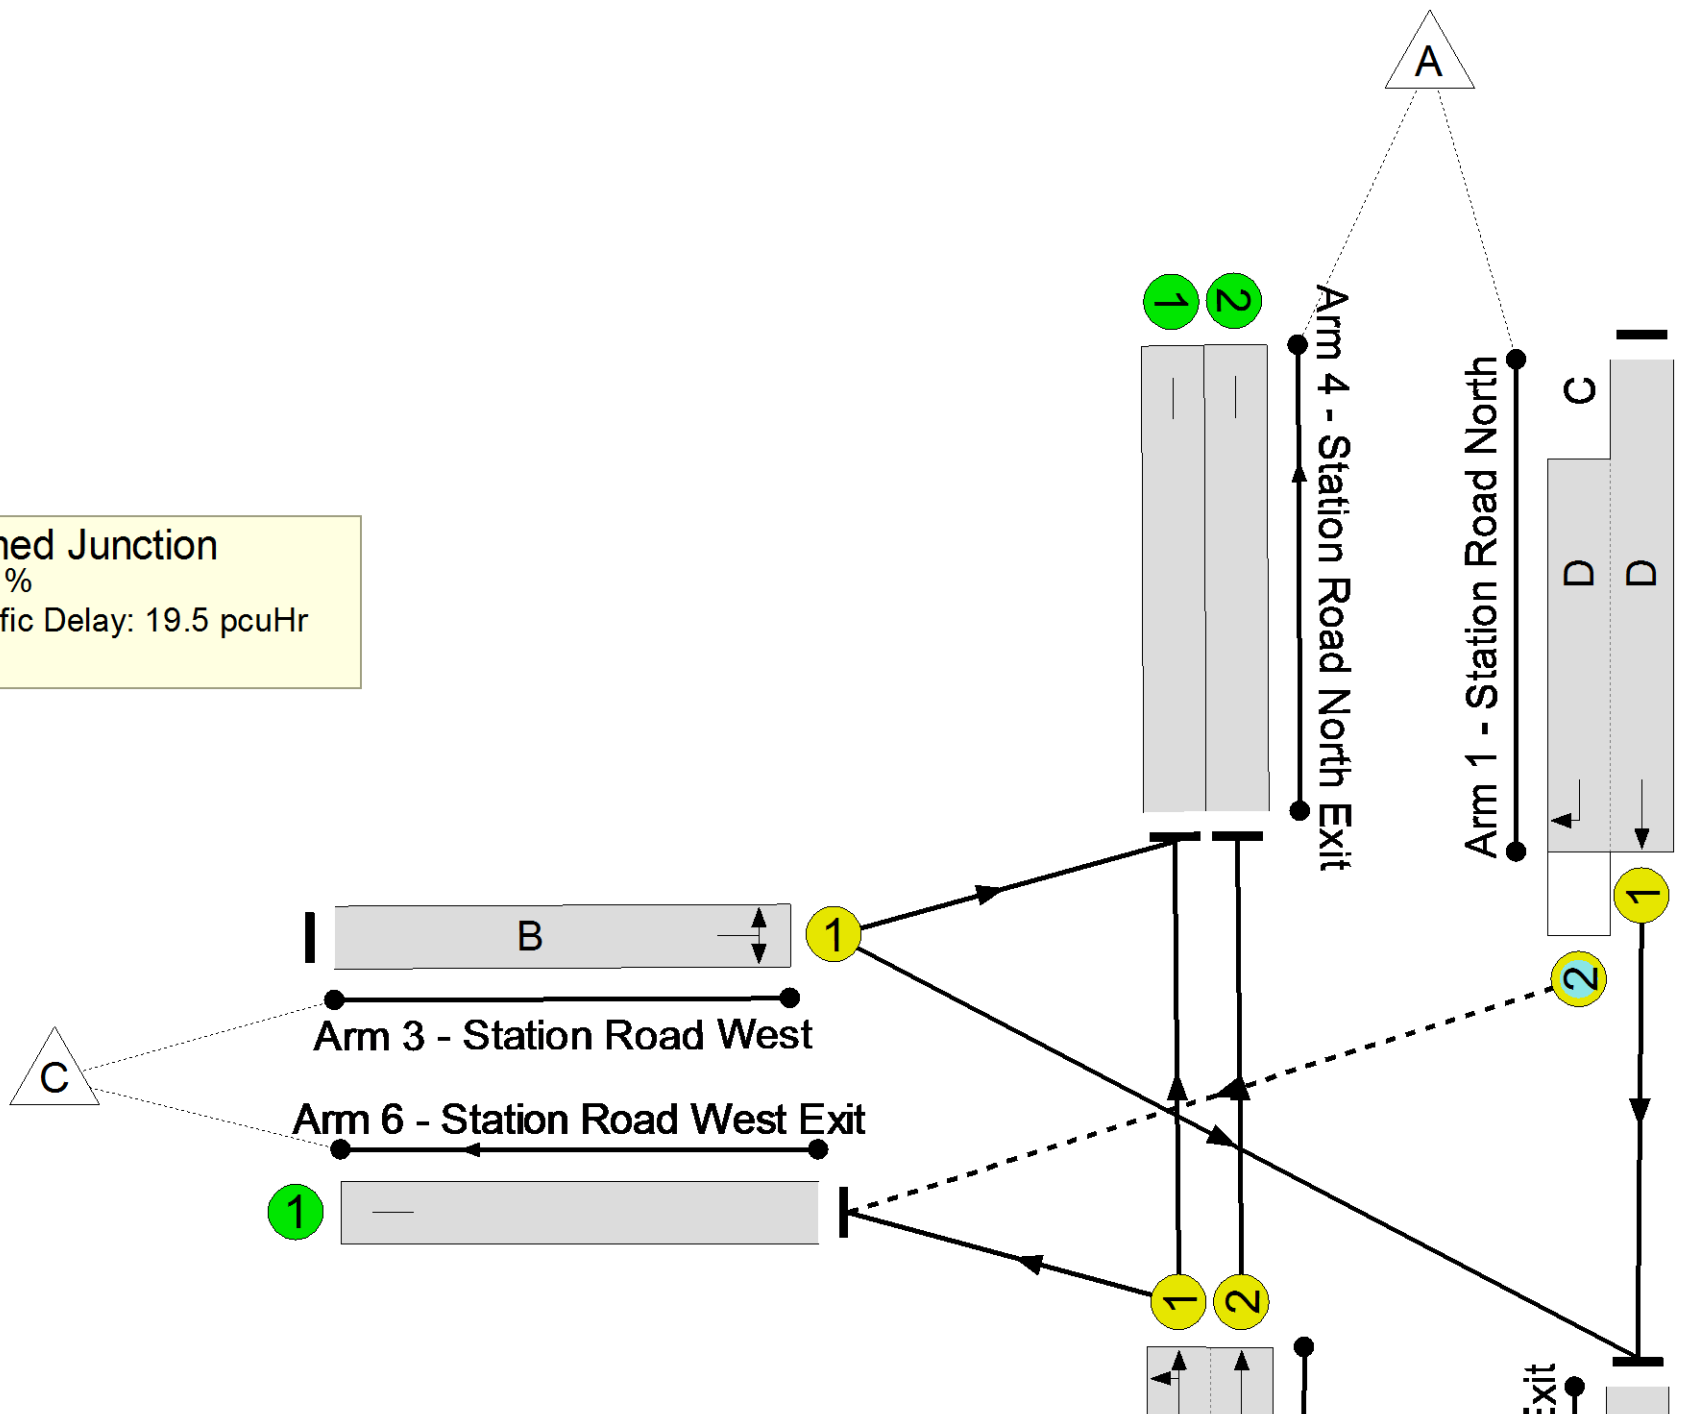 A
1
2
Arm 4 - Station Road North Exit
Arm 1 - Station Road North
C
D
D
1
2
ned Junction
%
fic Delay: 19.5 pcuHr
B
1
Arm 3 - Station Road West
C
Arm 6 - Station Road West Exit
1
1
2
Exit